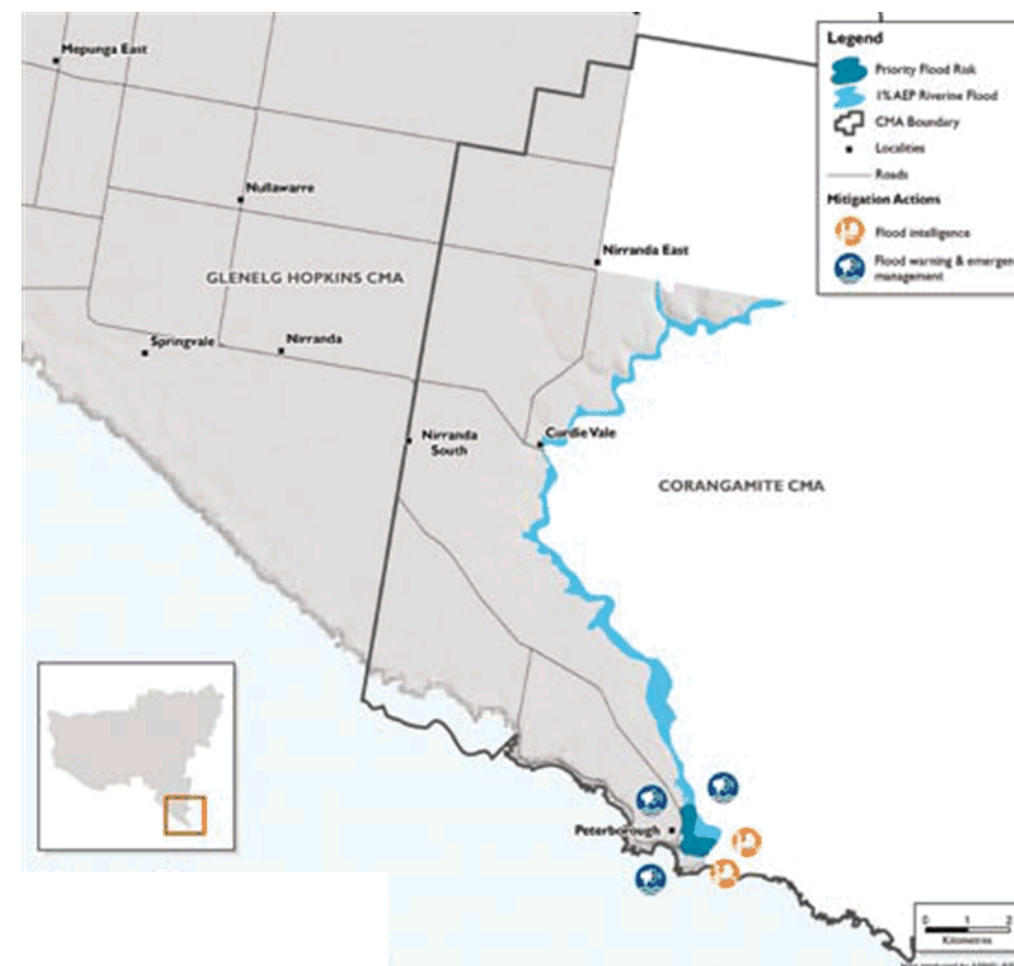 Mepunga East
Nullawarre
Nirranda East
GLENELG HOPKINS CMA
Springvale
Nirranda
Nirranda
South
Curdie Vale
CORANGAMITE CMA
Peterborough
Legend
Priority Flood Risk
1% AEP Riverine Flood
CMA Boundary
Localities
Roads
Mitigation Actions
Flood intelligence
Flood warning & emergen
management
0 1 2
Kilometres